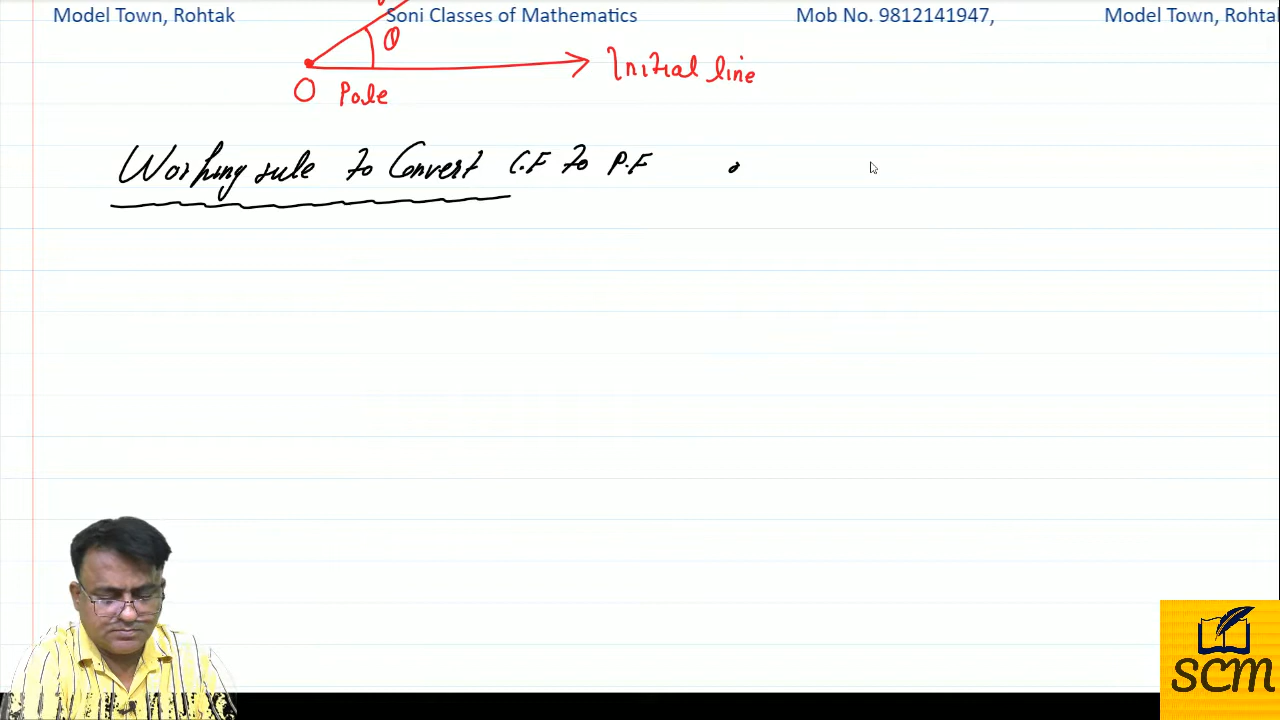 Model Town, Rohtak Soni Classes of Mathematics Mob No. 9812141947, Model Town, Rohta
θ
Initial line
O Pole
Working rule to Convert C.F to P.F
SCM